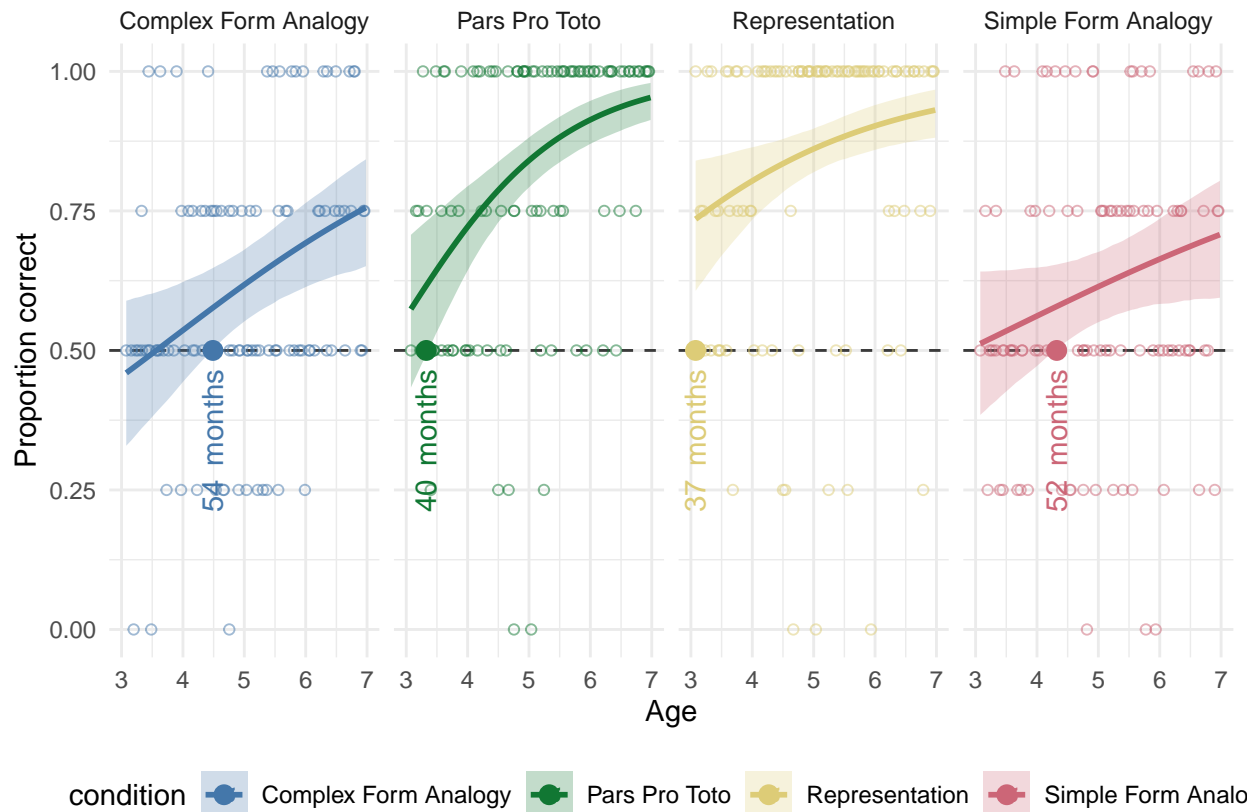 Complex Form Analogy Pars Pro Toto Representation Simple Form Analogy
1.00
0.75
0.50
0.25
0.00
Proportion correct
54 months
40 months
37 months
52 months
3 4 5 6 7 3 4 5 6 7 3 4 5 6 7 3 4 5 6 7
Age
condition Complex Form Analogy Pars Pro Toto Representation Simple Form Analo